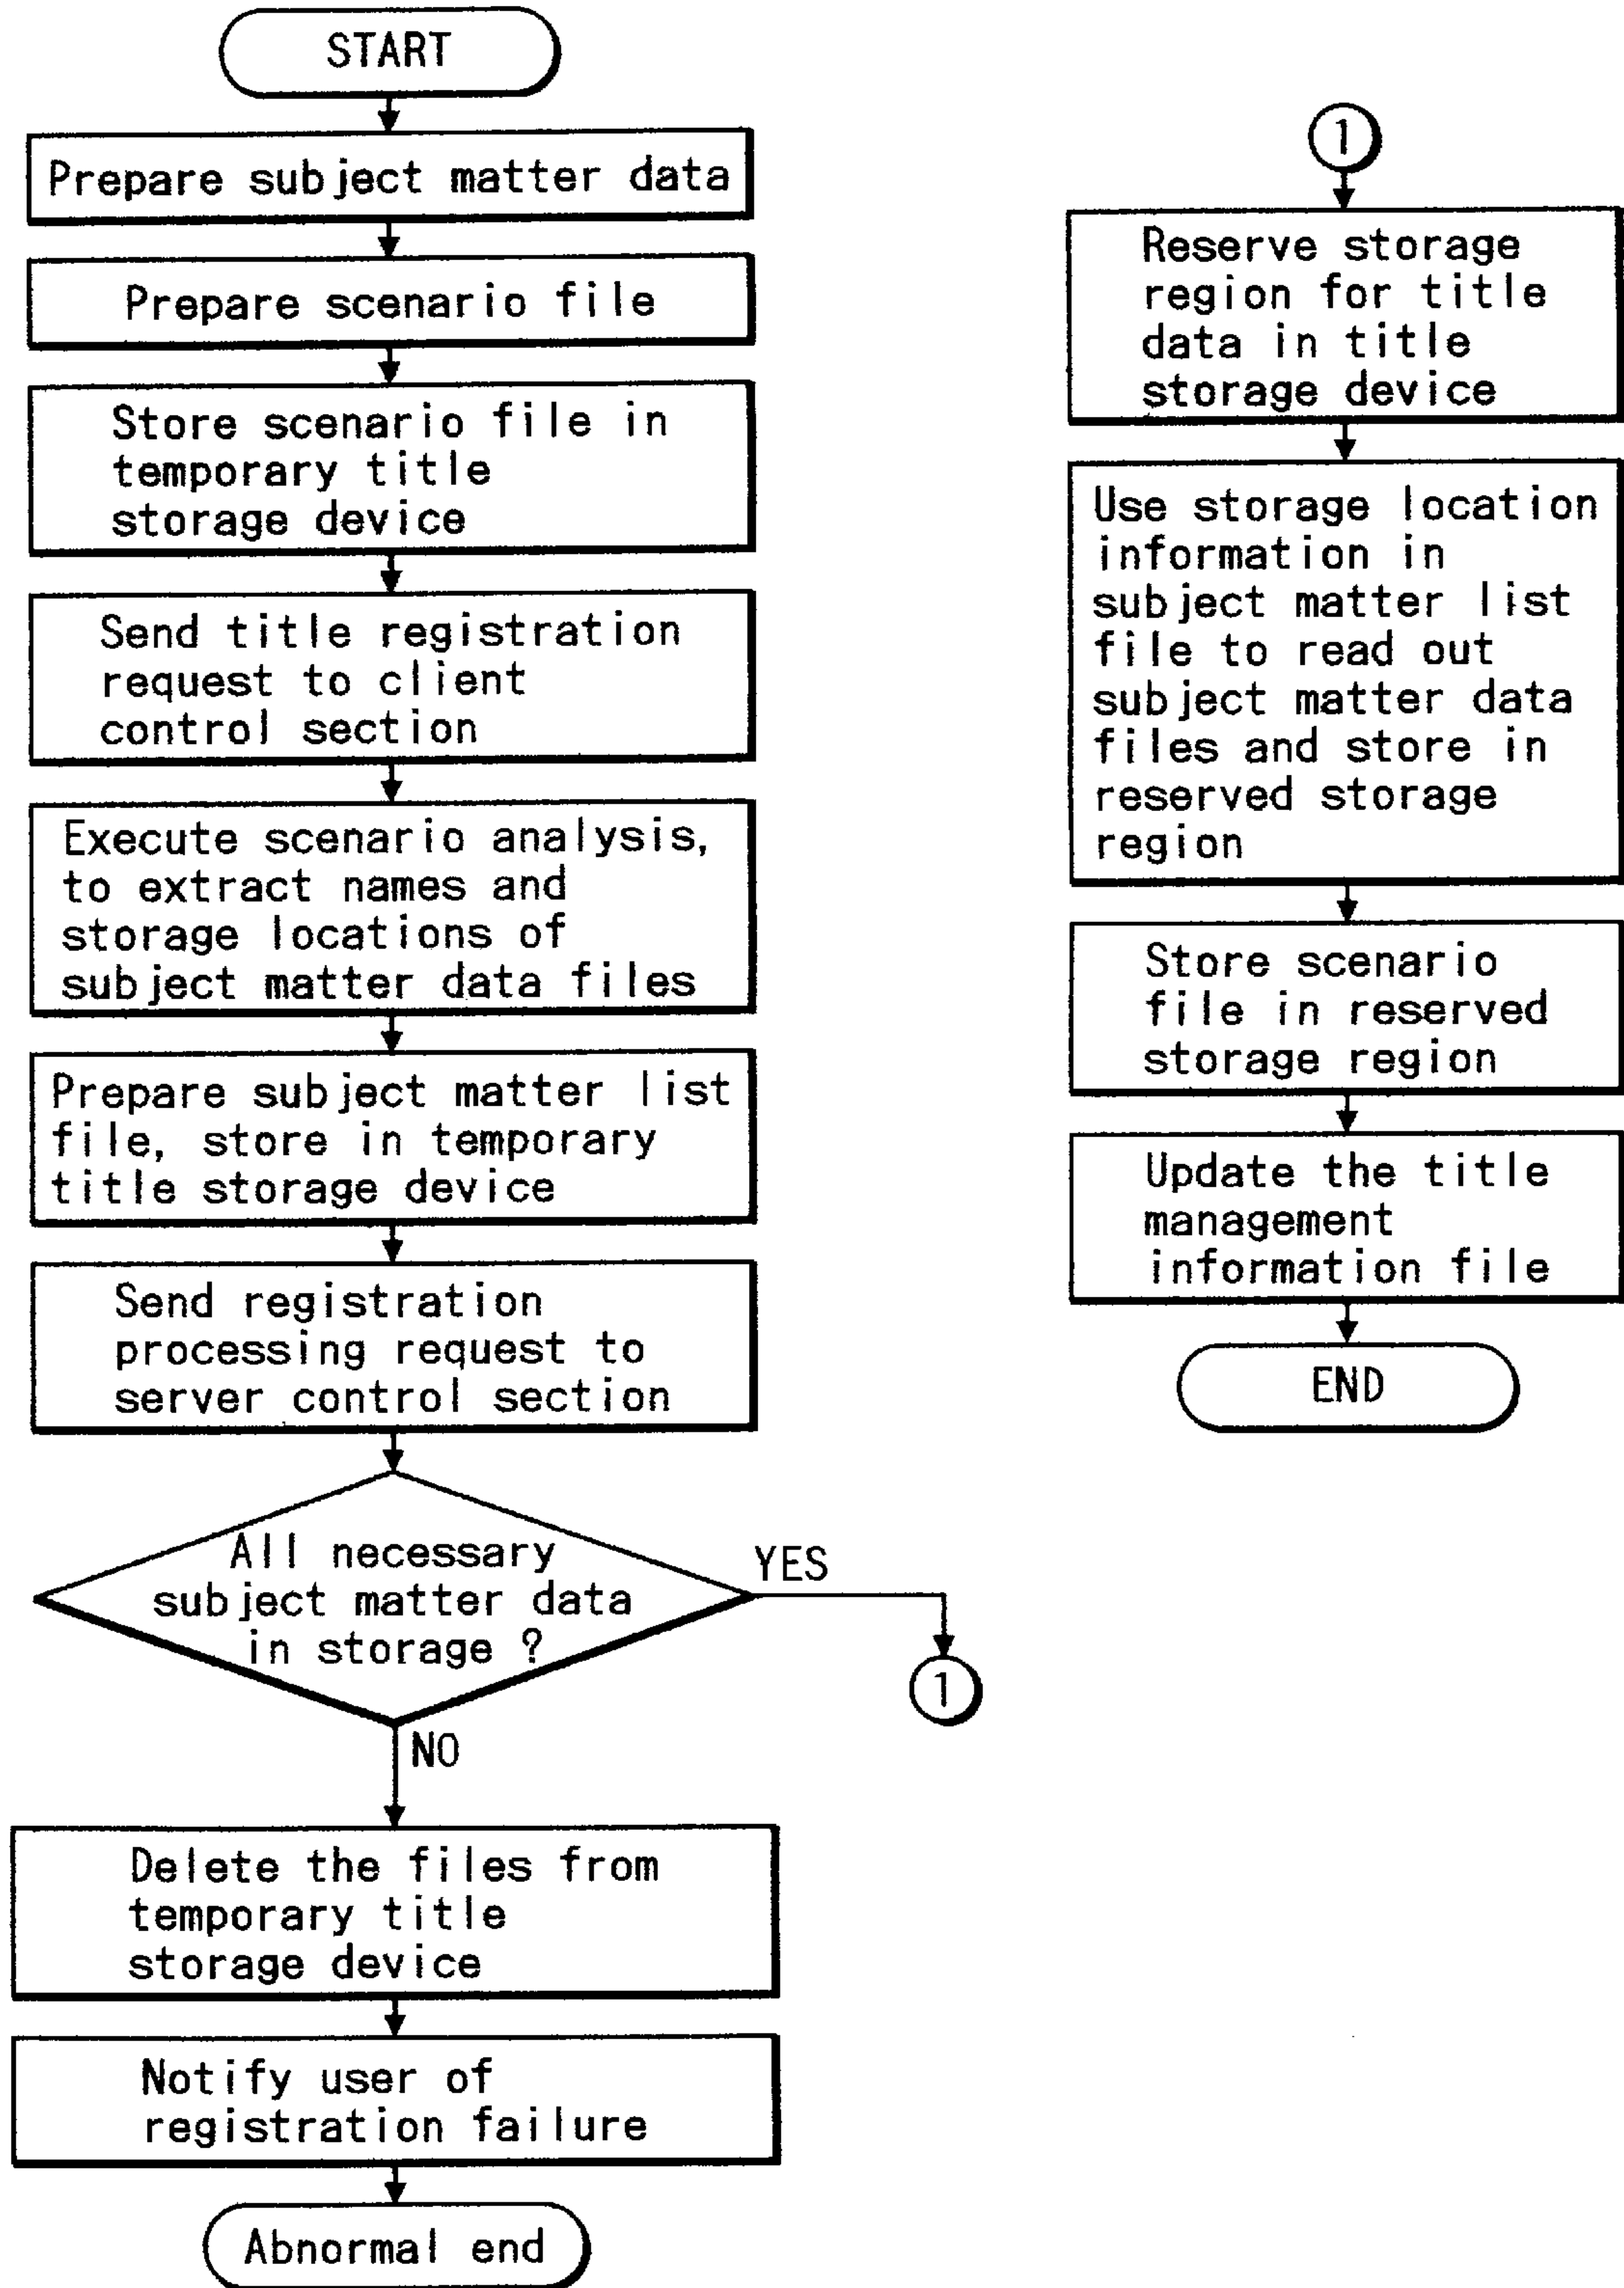 START
Prepare subject matter data
Prepare scenario file
Store scenario file in
temporary title
storage device
Send title registration
request to client
control section
Execute scenario analysis,
to extract names and
storage locations of
subject matter data files
Prepare subject matter list
file, store in temporary
title storage device
Send registration
processing request to
server control section
All necessary
subject matter data
in storage ?
YES
1
NO
Delete the files from
temporary title
storage device
Notify user of
registration failure
Abnormal end
1
Reserve storage
region for title
data in title
storage device
Use storage location
information in
subject matter list
file to read out
subject matter data
files and store in
reserved storage
region
Store scenario
file in reserved
storage region
Update the title
management
information file
END